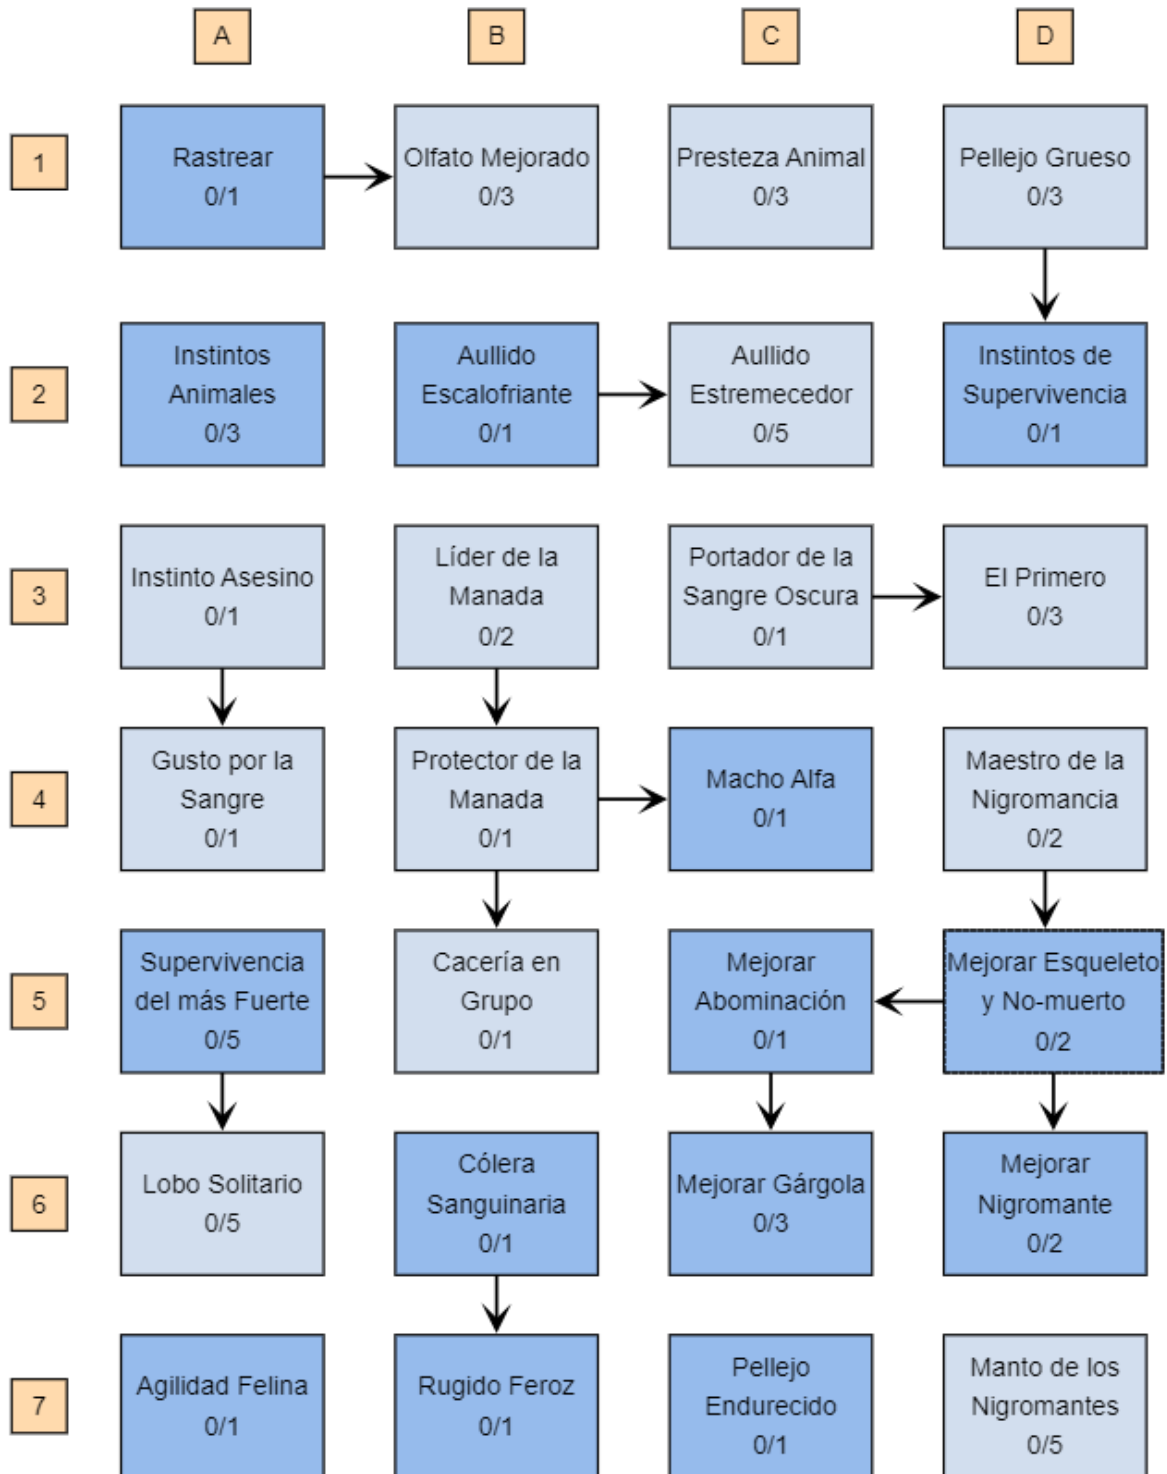 A
B
C
D
1
Rastrear
0/1
Olfato Mejorado
0/3
Presteza Animal
0/3
Pellejo Grueso
0/3
2
Instintos
Animales
0/3
Aullido
Escalofriante
0/1
Aullido
Estremecedor
0/5
Instintos de
Supervivencia
0/1
3
Instinto Asesino
0/1
Líder de la
Manada
0/2
Portador de la
Sangre Oscura
0/1
El Primero
0/3
4
Gusto por la
Sangre
0/1
Protector de la
Manada
0/1
Macho Alfa
0/1
Maestro de la
Nigromancia
0/2
5
Supervivencia
del más Fuerte
0/5
Cacería en
Grupo
0/1
Mejorar
Abominación
0/1
Mejorar Esqueleto
y No-muerto
0/2
6
Lobo Solitario
0/5
Cólera
Sanguinaria
0/1
Mejorar Gárgola
0/3
Mejorar
Nigromante
0/2
7
Agilidad Felina
0/1
Rugido Feroz
0/1
Pellejo
Endurecido
0/1
Manto de los
Nigromantes
0/5